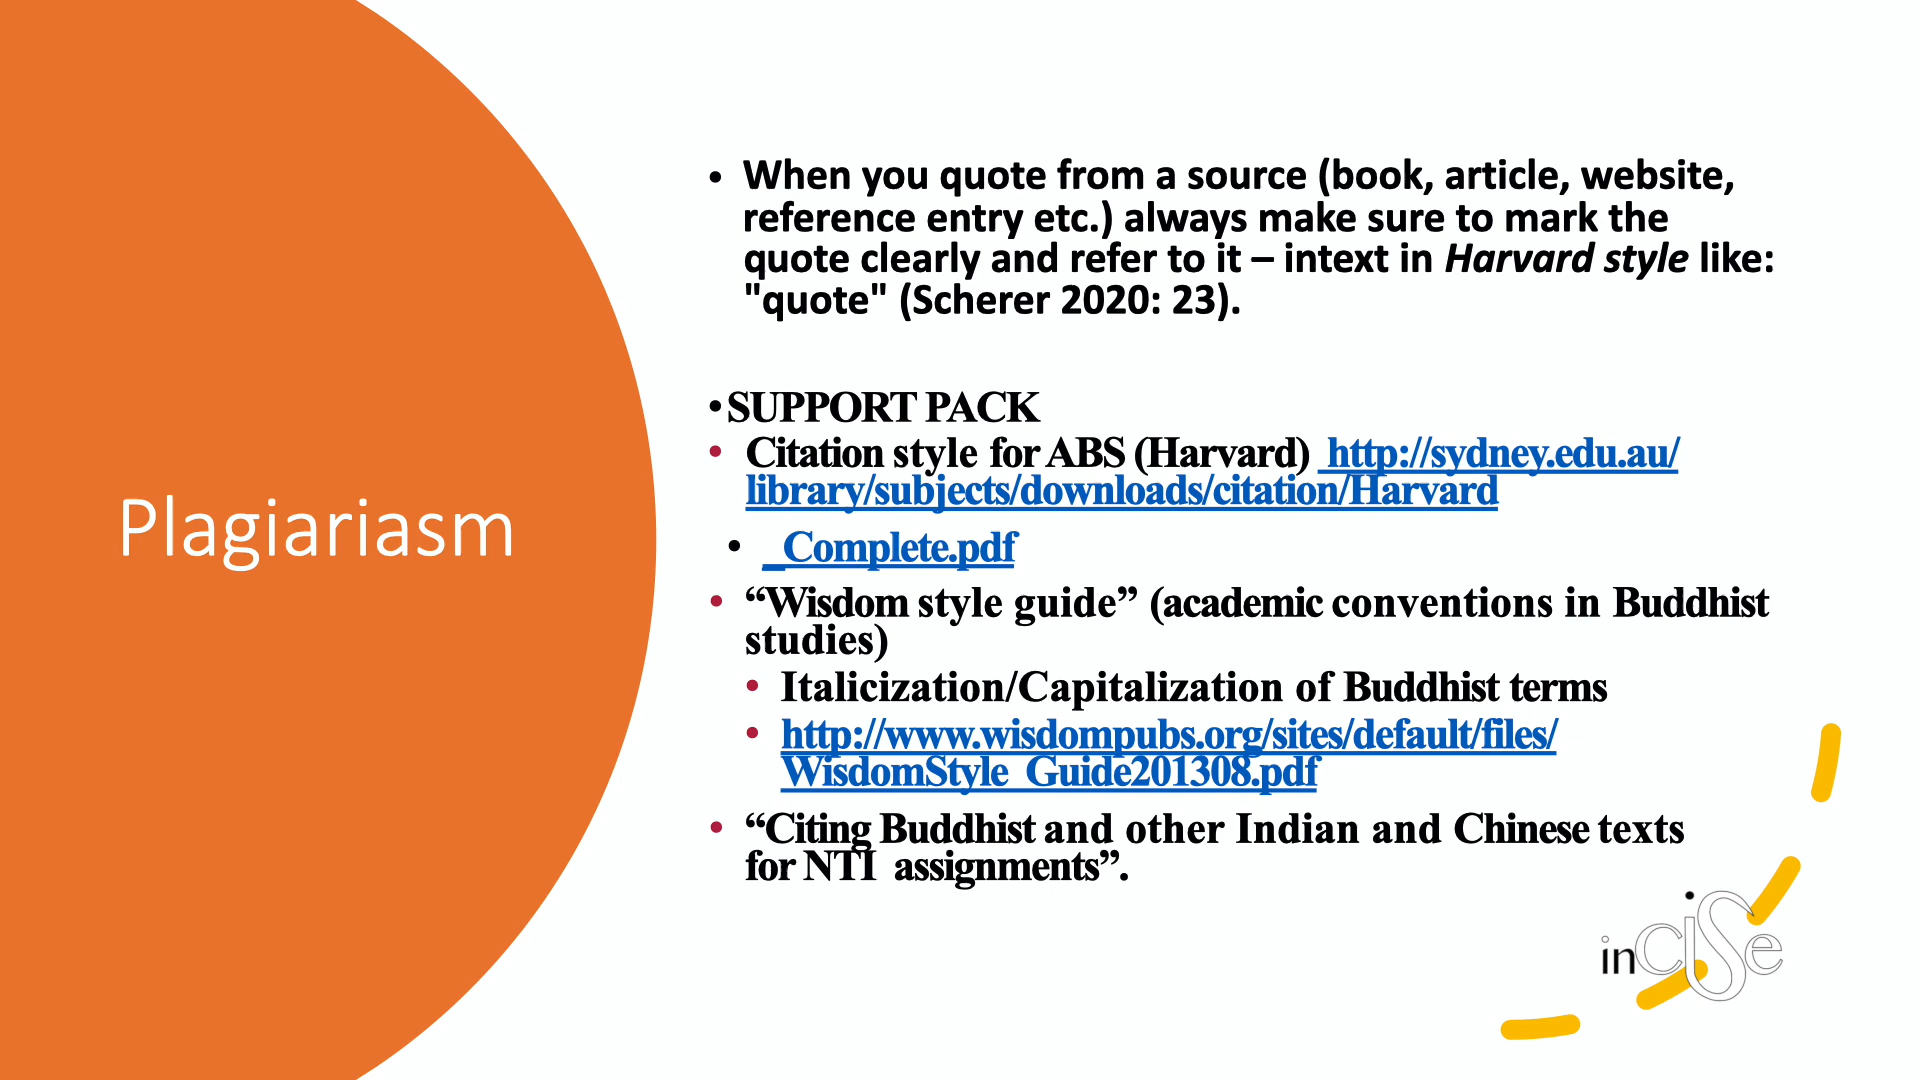 Plagiariasm
• When you quote from a source (book, article, website,
reference entry etc.) always make sure to mark the
quote clearly and refer to it – intext in Harvard style like:
"quote" (Scherer 2020: 23).
•SUPPORT PACK
• Citation style for ABS (Harvard) http://sydney.edu.au/
library/subjects/downloads/citation/Harvard
• _Complete.pdf
• “Wisdom style guide” (academic conventions in Buddhist
studies)
• Italicization/Capitalization of Buddhist terms
• http://www.wisdompubs.org/sites/default/files/
WisdomStyle Guide201308.pdf
• “Citing Buddhist and other Indian and Chinese texts
for NTI assignments”.
inCiSe